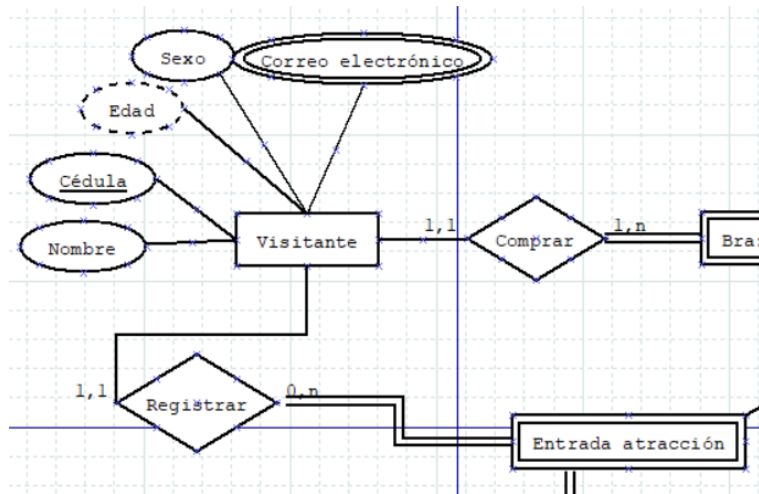 Sexo
Correo electrónico
Edad
Cédula
Nombre
Visitante
1,1
Comprar
1,n
1,1
Registrar
0,n
Entrada atracción